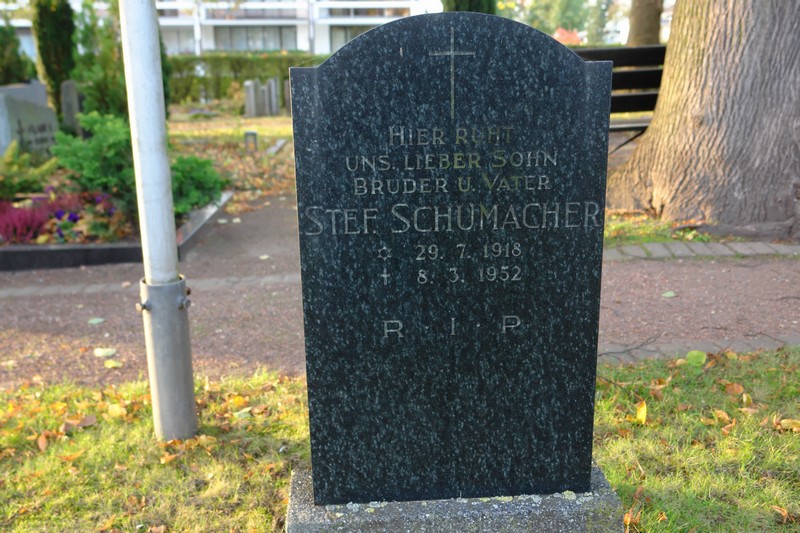 HIER RUHT
UNS. LIEBER SOHN
BRUDER U. VATER
STEF. SCHUMACHER
✡ 29. 7. 1918
✝ 8. 3. 1952
R · I · P